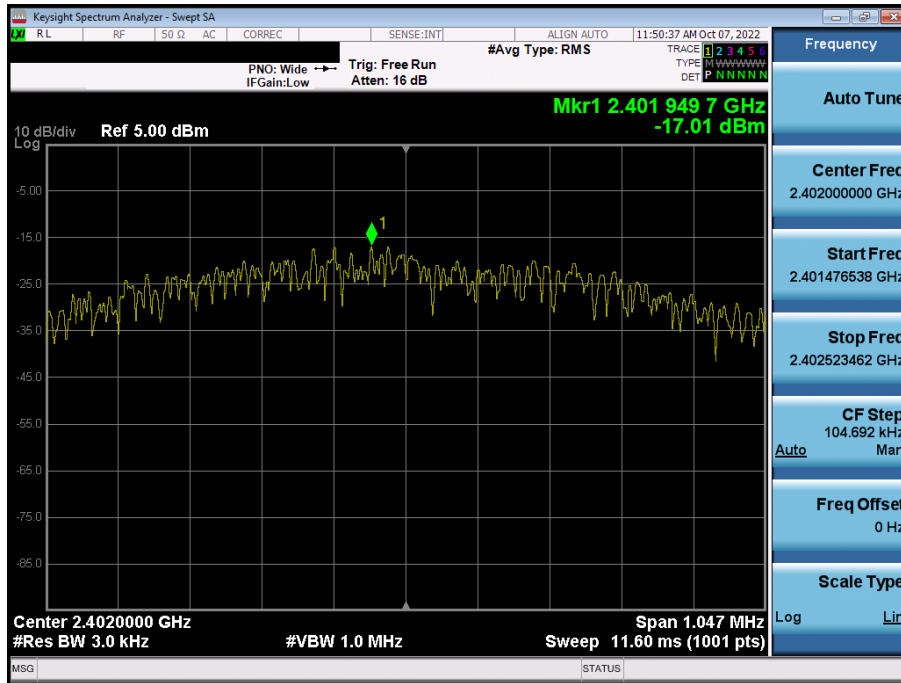 Keysight Spectrum Analyzer - Swept SA
LXI RL RF 50 Ω AC CORREC SENSE:INT ALIGN AUTO 11:50:37 AM Oct 07, 2022
#Avg Type: RMS TRACE 1 2 3 4 5 6
PNO: Wide Trig: Free Run TYPE M WWWWW
IFGain:Low Atten: 16 dB DET P N N N N N
Mkr1 2.401 949 7 GHz
-17.01 dBm
10 dB/div Ref 5.00 dBm
Log
1
-5.00
-15.0
-25.0
-35.0
-45.0
-55.0
-65.0
-75.0
-85.0
Center 2.4020000 GHz Span 1.047 MHz
#Res BW 3.0 kHz #VBW 1.0 MHz Sweep 11.60 ms (1001 pts)
MSG STATUS
Frequency
Auto Tune
Center Freq
2.402000000 GHz
Start Freq
2.401476538 GHz
Stop Freq
2.402523462 GHz
CF Step
104.692 kHz
Auto Man
Freq Offset
0 Hz
Scale Type
Log Lin